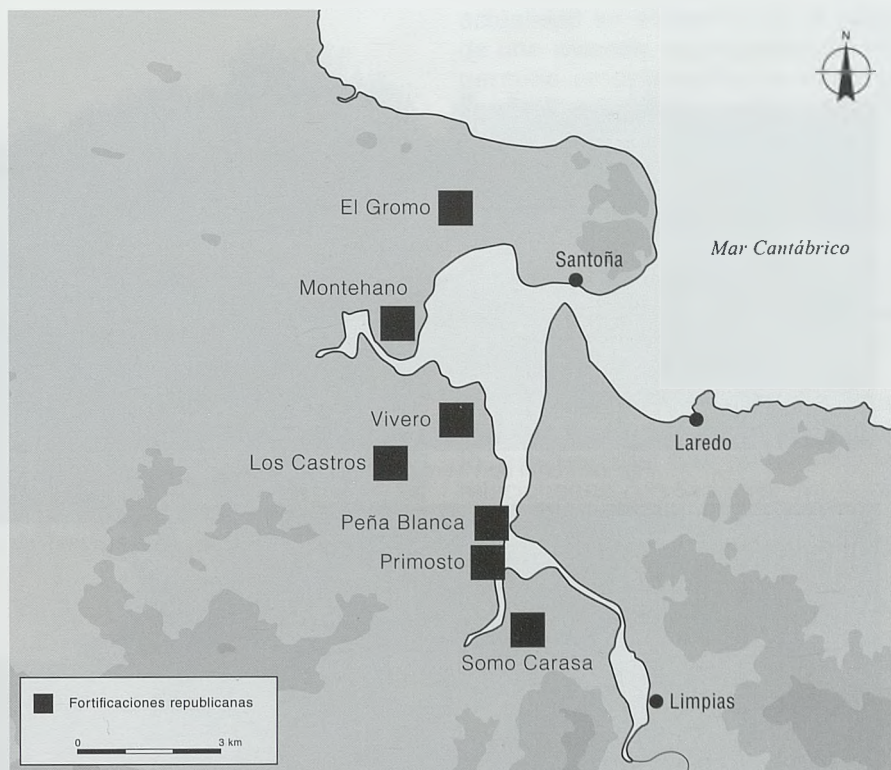 N
El Gromo
Mar Cantábrico
Santoña
Montehano
Vivero
Laredo
Los Castros
Peña Blanca
Primosto
Somo Carasa
Limpias
Fortificaciones republicanas
0 3 km